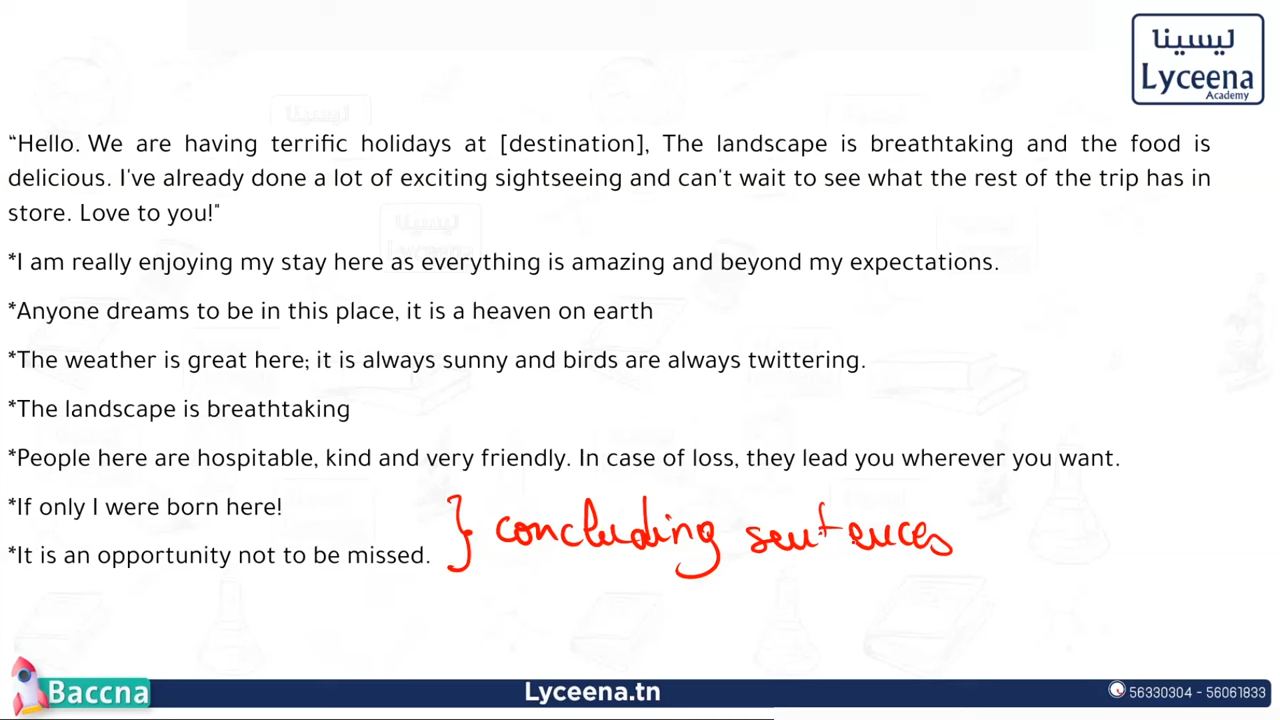 ليسينا
Lyceena
Academy
“Hello. We are having terrific holidays at [destination], The landscape is breathtaking and the food is
delicious. I've already done a lot of exciting sightseeing and can't wait to see what the rest of the trip has in
store. Love to you!"
*I am really enjoying my stay here as everything is amazing and beyond my expectations.
*Anyone dreams to be in this place, it is a heaven on earth
*The weather is great here; it is always sunny and birds are always twittering.
*The landscape is breathtaking
*People here are hospitable, kind and very friendly. In case of loss, they lead you wherever you want.
*If only I were born here!
*It is an opportunity not to be missed.
} concluding sentences
Baccna
Lyceena.tn
56330304 - 56061833